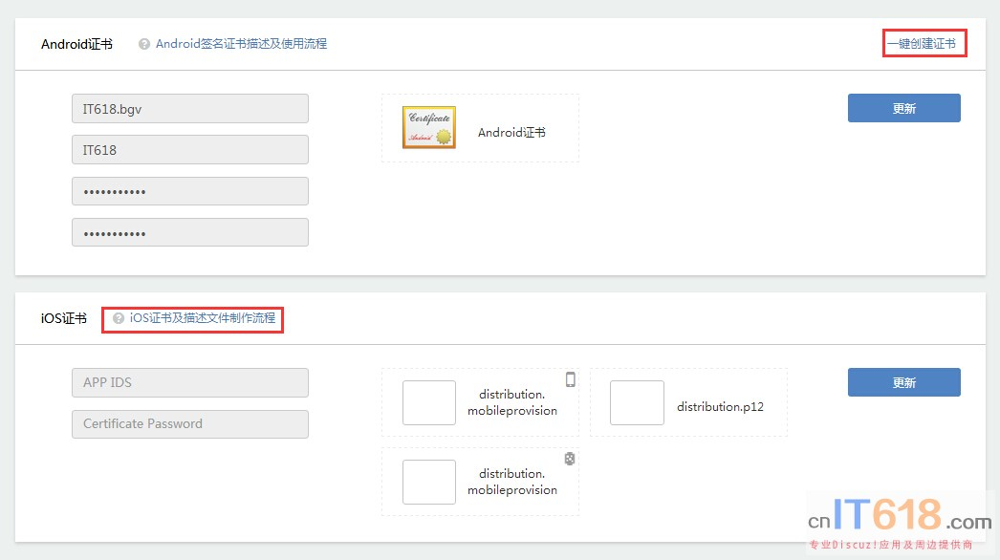 Android证书
? Android签名证书描述及使用流程
一键创建证书
IT618.bgv
IT618
•••••••••••
•••••••••••
Certificate
Android
Android证书
更新
iOS证书
? iOS证书及描述文件制作流程
APP IDS
Certificate Password
distribution.
mobileprovision
distribution.p12
更新
distribution.
mobileprovision
cnIT618.com
专业Discuz!应用及周边提供商